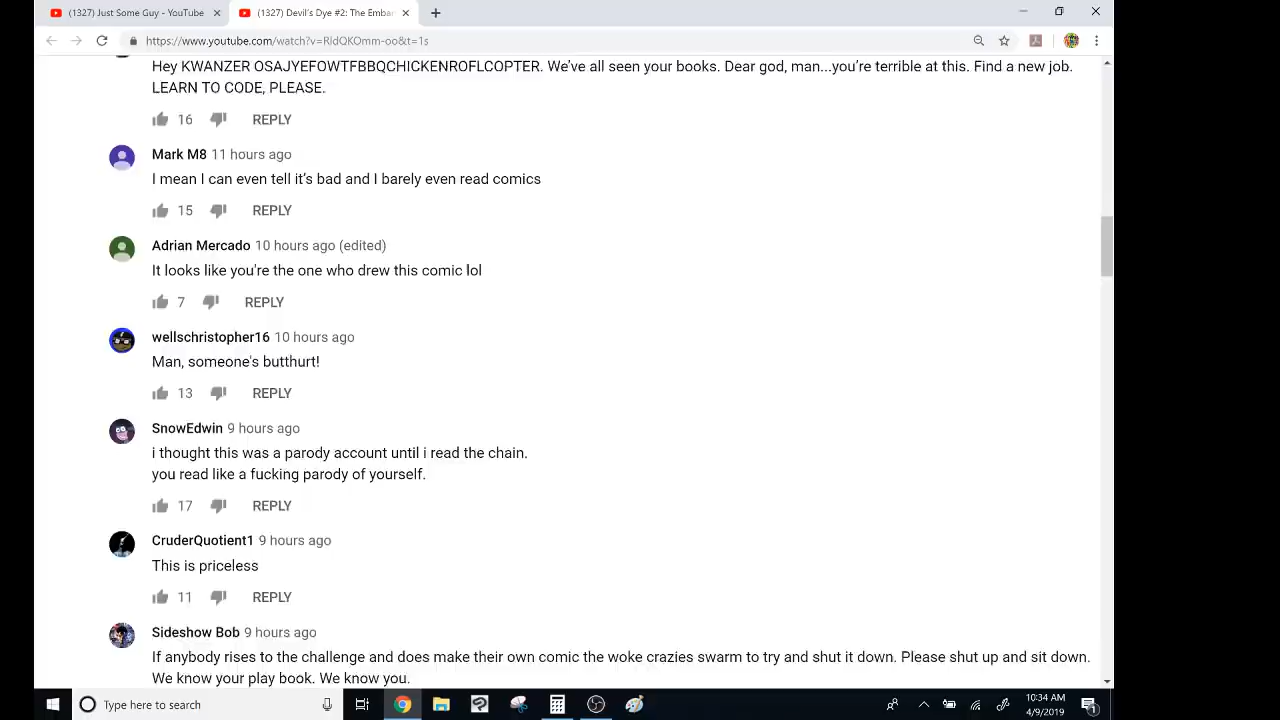 (1327) Just Some Guy - YouTube
(1327) Devil's Dye #2: The Embar
https://www.youtube.com/watch?v=RldQKOmm-oo&t=1s
Hey KWANZER OSAJYEFOWTFBBQCHICKENROFLCOPTER. We've all seen your books. Dear god, man...you're terrible at this. Find a new job.
LEARN TO CODE, PLEASE.
16 REPLY
Mark M8 11 hours ago
I mean I can even tell it's bad and I barely even read comics
15 REPLY
Adrian Mercado 10 hours ago (edited)
It looks like you're the one who drew this comic lol
7 REPLY
wellschristopher16 10 hours ago
Man, someone's butthurt!
13 REPLY
SnowEdwin 9 hours ago
i thought this was a parody account until i read the chain.
you read like a fucking parody of yourself.
17 REPLY
CruderQuotient1 9 hours ago
This is priceless
11 REPLY
Sideshow Bob 9 hours ago
If anybody rises to the challenge and does make their own comic the woke crazies swarm to try and shut it down. Please shut up and sit down.
We know your play book. We know you.
Type here to search
10:34 AM
4/9/2019
1